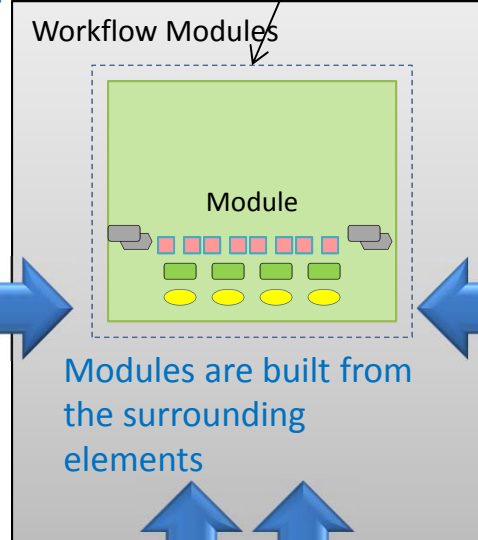 Workflow Modules
Module
Modules are built from
the surrounding
elements